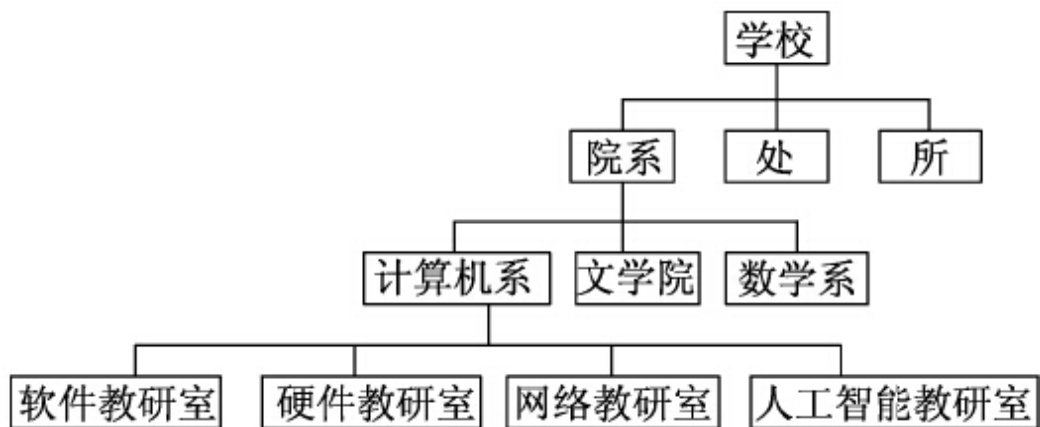 学校
院系 处 所
计算机系 文学院 数学系
软件教研室 硬件教研室 网络教研室 人工智能教研室